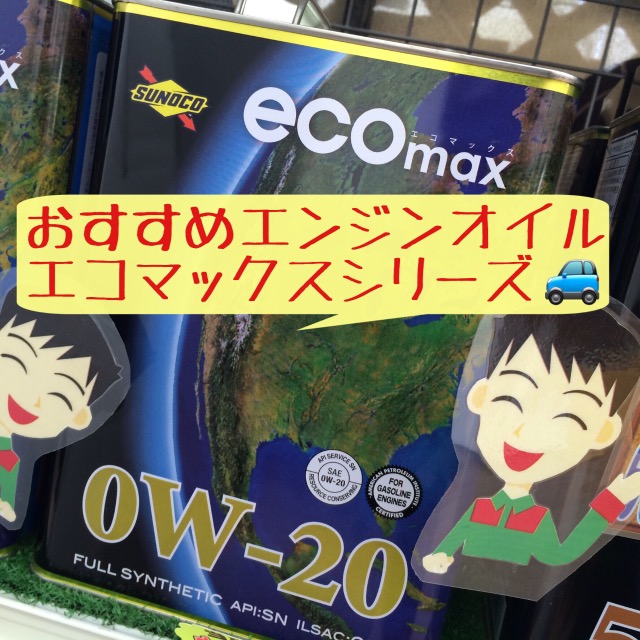 SUNOCO
エコマックス
ecomax
おすすめエンジンオイル
エコマックスシリーズ🚙
API SERVICE SN
SAE
0W-20
RESOURCE CONSERVING
AMERICAN PETROLEUM INSTITUTE
FOR
GASOLINE
ENGINES
CERTIFIED
0W-20
FULL SYNTHETIC API:SN ILSAC: